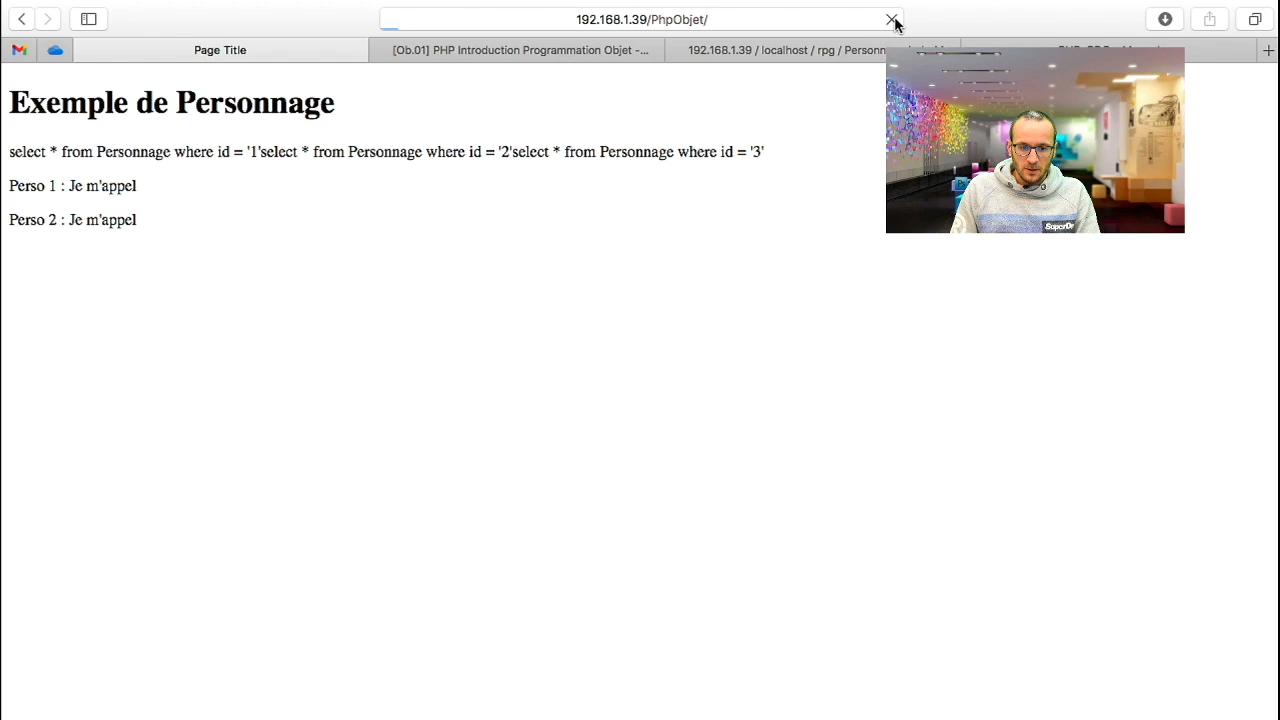 192.168.1.39/PhpObjet/
Page Title
[Ob.01] PHP Introduction Programmation Objet -...
192.168.1.39 / localhost / rpg / Personn
Exemple de Personnage
select * from Personnage where id = '1'select * from Personnage where id = '2'select * from Personnage where id = '3'
Perso 1 : Je m'appel
Perso 2 : Je m'appel